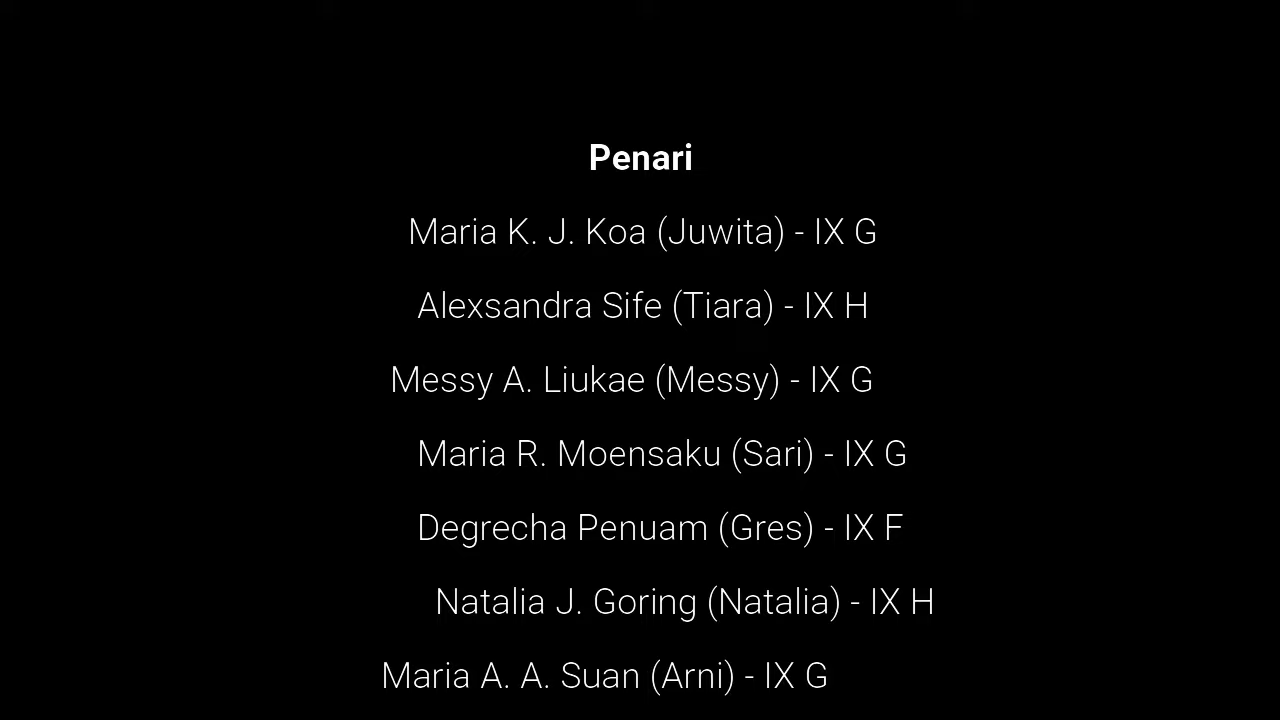 Penari
Maria K. J. Koa (Juwita) - IX G
Alexsandra Sife (Tiara) - IX H
Messy A. Liukae (Messy) - IX G
Maria R. Moensaku (Sari) - IX G
Degrecha Penuam (Gres) - IX F
Natalia J. Goring (Natalia) - IX H
Maria A. A. Suan (Arni) - IX G